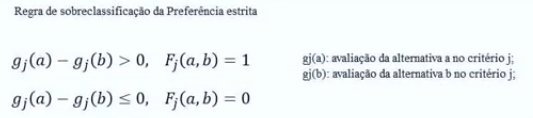 Regra de sobreclassificação da Preferência estrita
gj(a) − gj(b) > 0, Fj(a, b) = 1
gj(a): avaliação da alternativa a no critério j;
gj(b): avaliação da alternativa b no critério j;
gj(a) − gj(b) ≤ 0, Fj(a, b) = 0